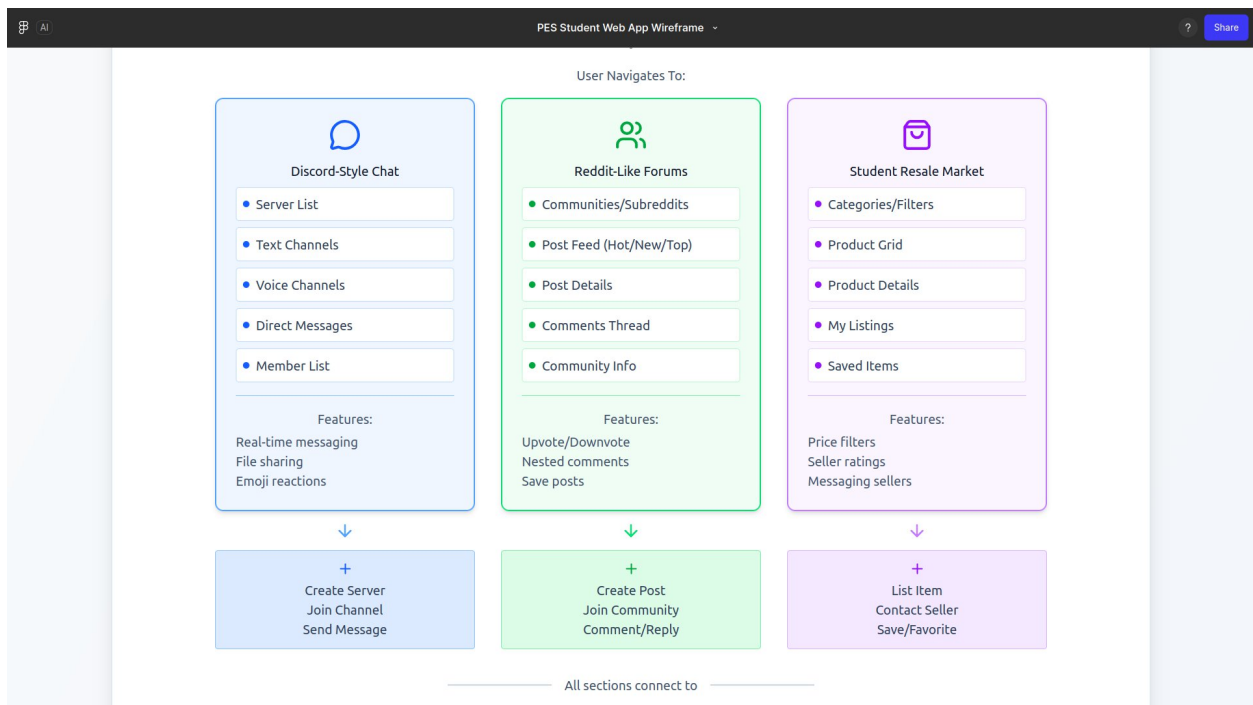 AI
PES Student Web App Wireframe
?
Share
User Navigates To:
Discord-Style Chat
Server List
Text Channels
Voice Channels
Direct Messages
Member List
Features:
Real-time messaging
File sharing
Emoji reactions
Create Server
Join Channel
Send Message
Reddit-Like Forums
Communities/Subreddits
Post Feed (Hot/New/Top)
Post Details
Comments Thread
Community Info
Features:
Upvote/Downvote
Nested comments
Save posts
Create Post
Join Community
Comment/Reply
Student Resale Market
Categories/Filters
Product Grid
Product Details
My Listings
Saved Items
Features:
Price filters
Seller ratings
Messaging sellers
List Item
Contact Seller
Save/Favorite
All sections connect to